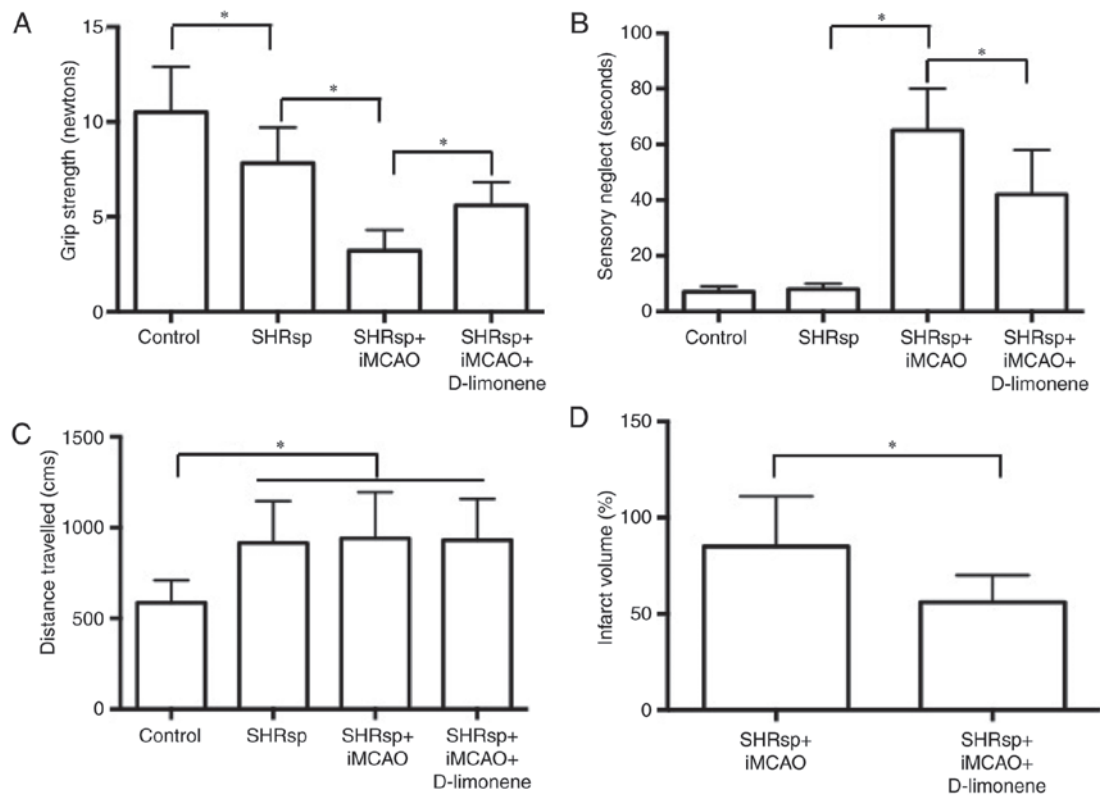 A
Grip strength (newtons)
15
10
5
0
*
*
*
Control
SHRsp
SHRsp+
iMCAO
SHRsp+
iMCAO+
D-limonene
B
Sensory neglect (seconds)
100
80
60
40
20
0
*
*
Control
SHRsp
SHRsp+
iMCAO
SHRsp+
iMCAO+
D-limonene
C
Distance travelled (cms)
1500
1000
500
0
*
Control
SHRsp
SHRsp+
iMCAO
SHRsp+
iMCAO+
D-limonene
D
Infarct volume (%)
150
100
50
0
*
SHRsp+
iMCAO
SHRsp+
iMCAO+
D-limonene